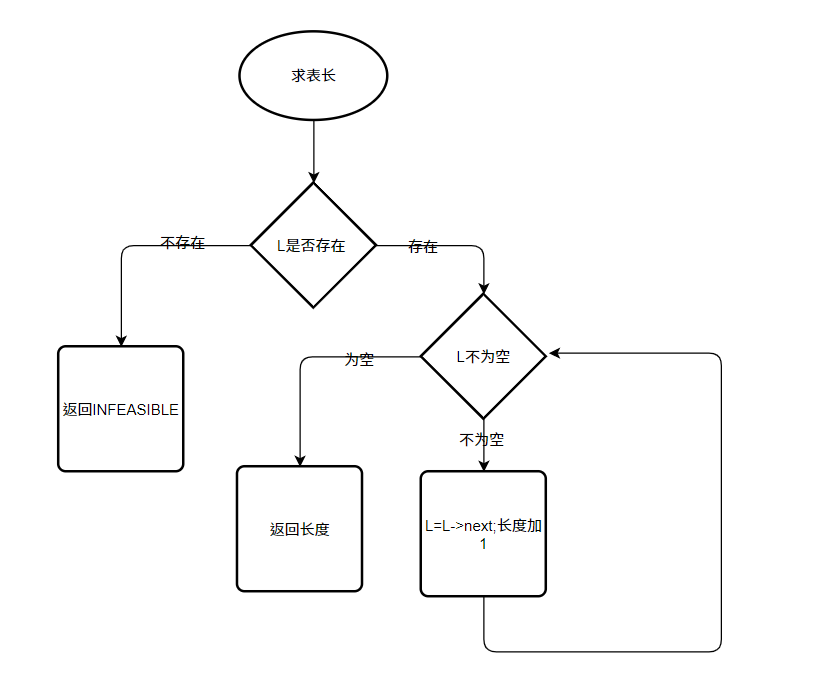 求表长
L是否存在
不存在
存在
返回INFEASIBLE
L不为空
为空
不为空
返回长度
L=L->next;长度加
1